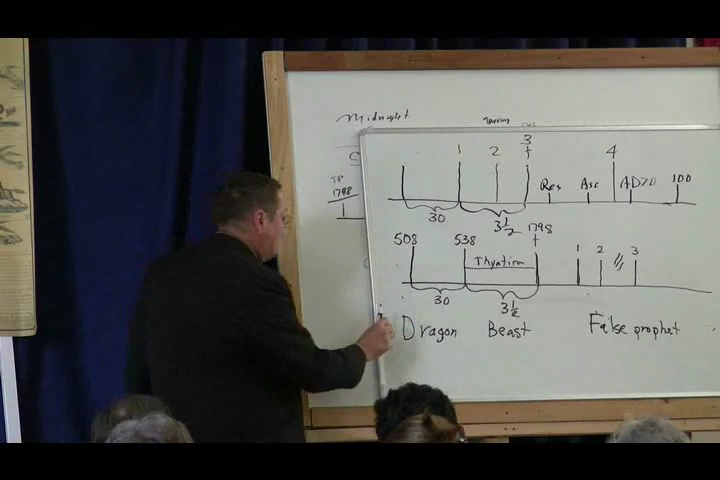 Midnight
TP
1798
1 2 3 4
Res Asc AD70 100
30 3½
508 538 1798 1 2 3
Thyatira
30 3½
Dragon Beast False prophet